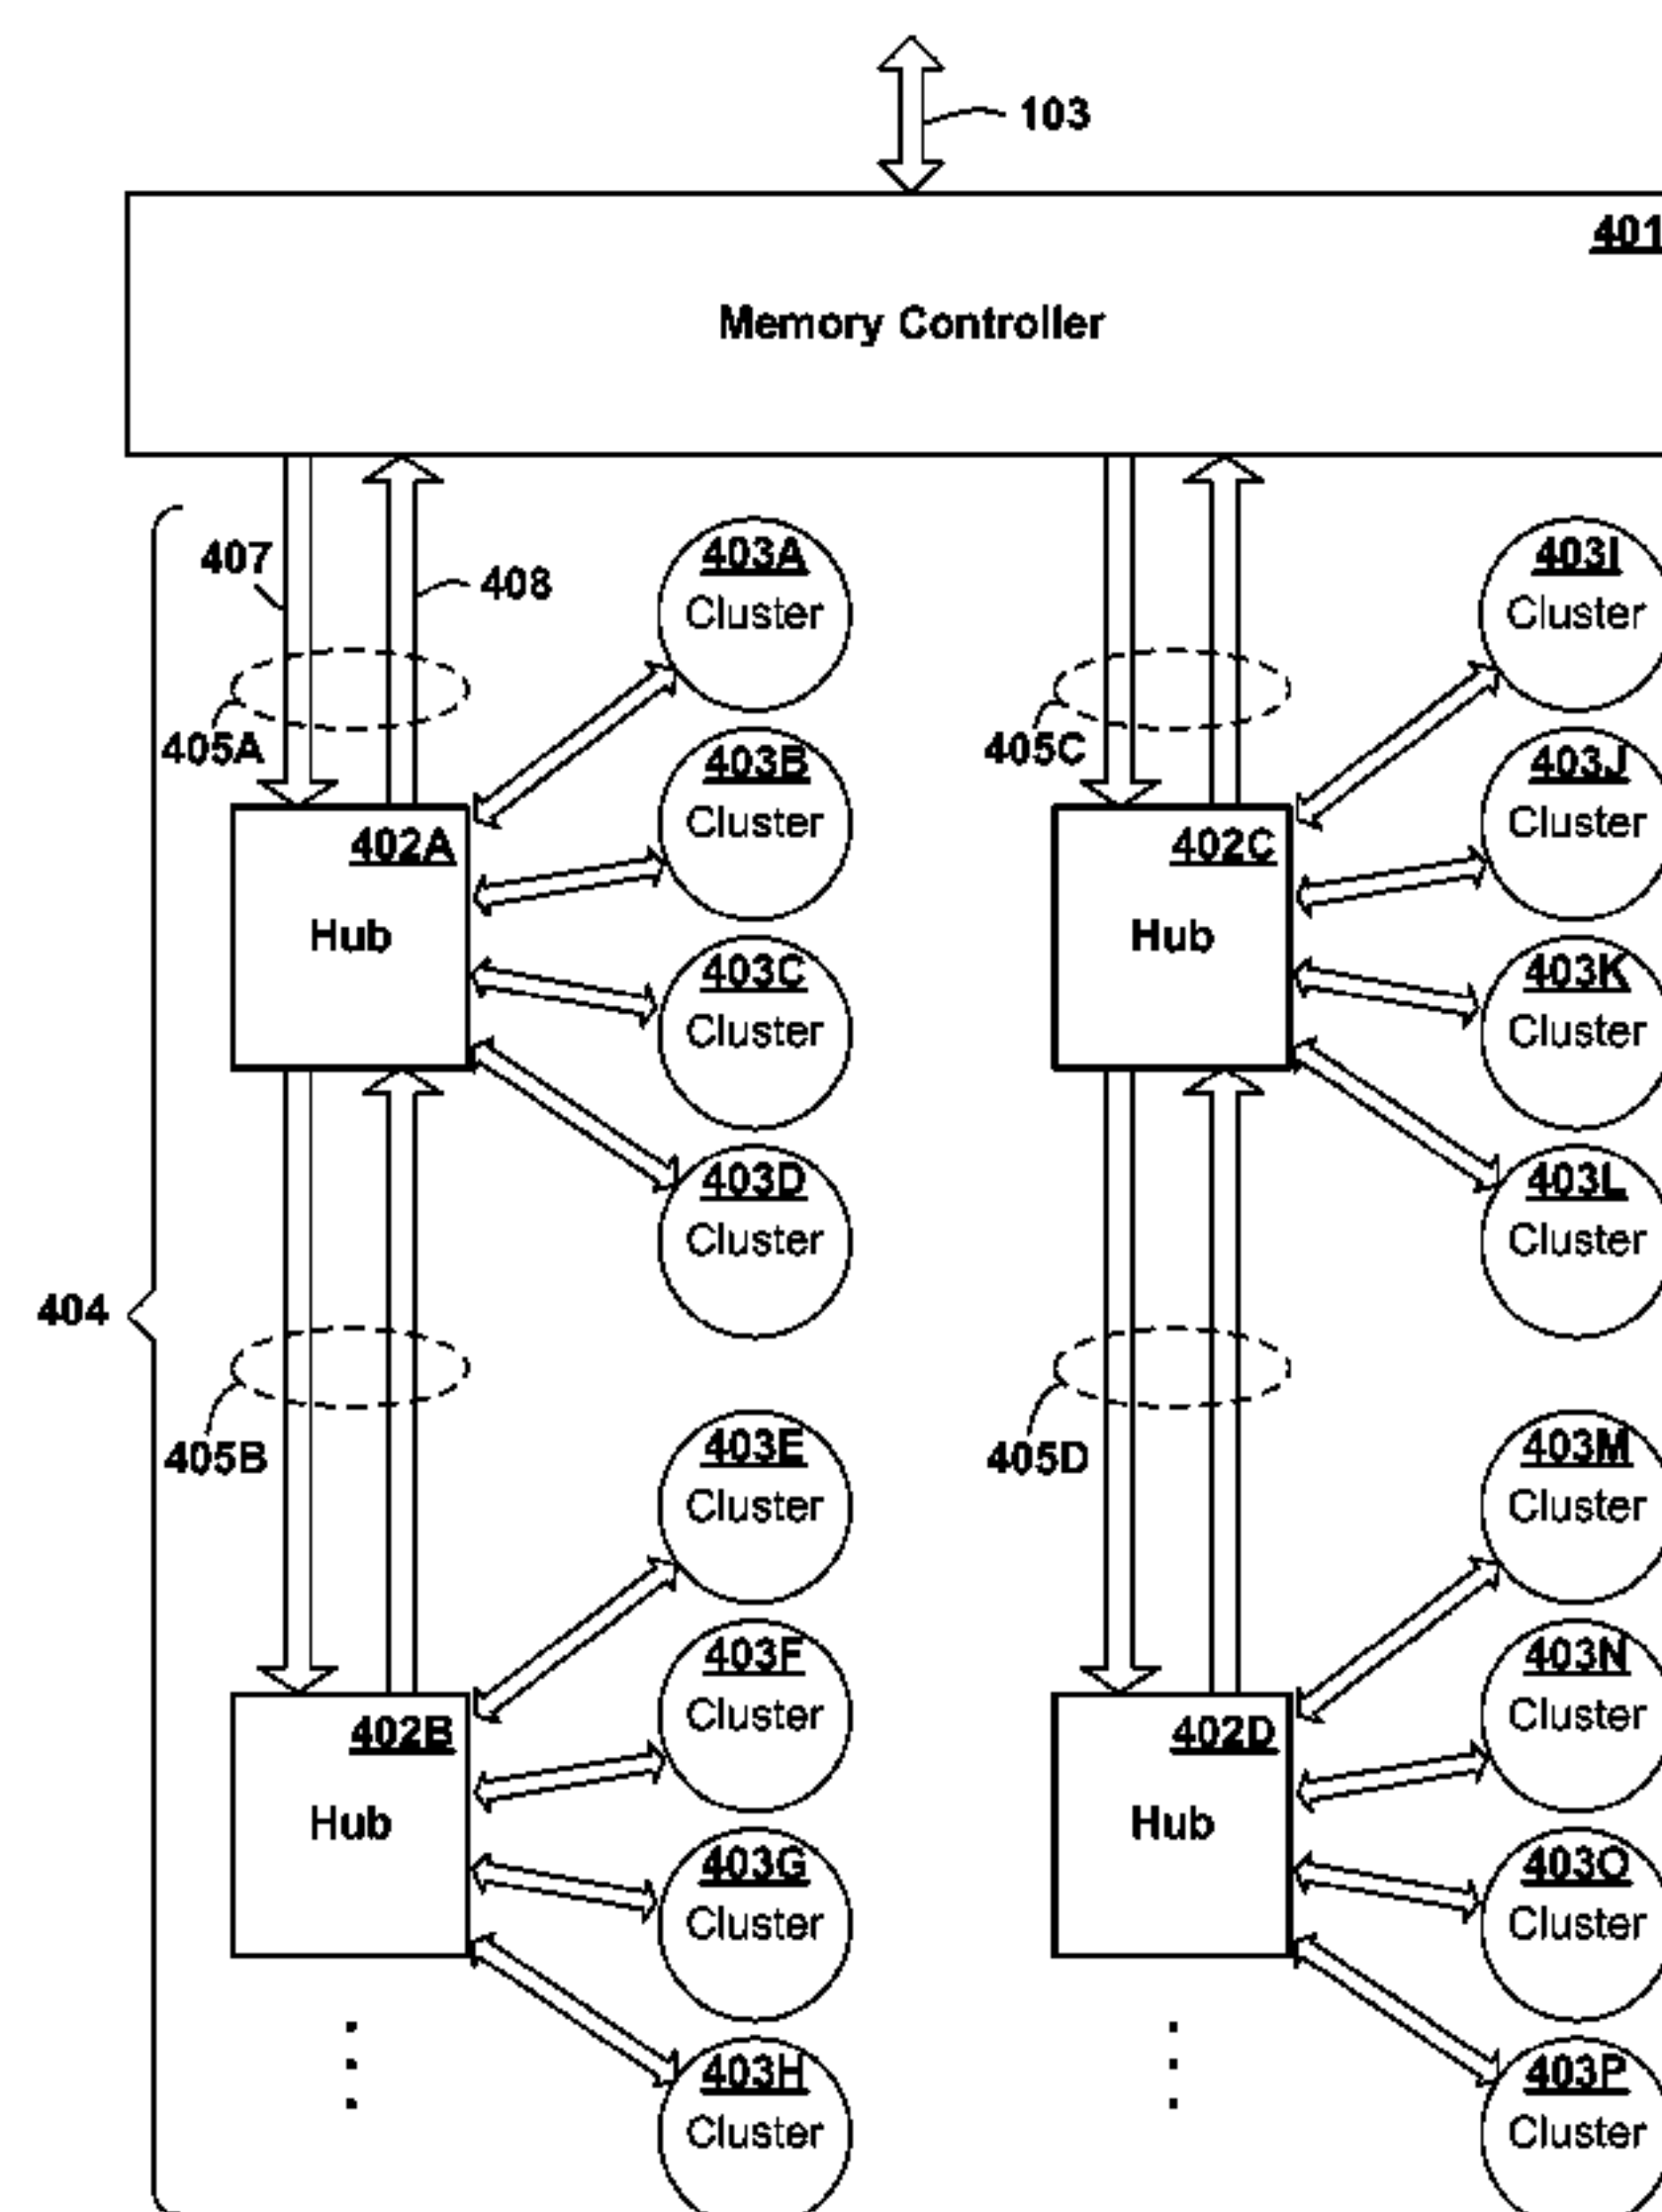 103
401
Memory Controller
407
408
405A
405C
403A
Cluster
403B
Cluster
403C
Cluster
403D
Cluster
403I
Cluster
403J
Cluster
403K
Cluster
403L
Cluster
402A
Hub
402C
Hub
404
405B
405D
403E
Cluster
403F
Cluster
403G
Cluster
403H
Cluster
403M
Cluster
403N
Cluster
403O
Cluster
403P
Cluster
402B
Hub
402D
Hub